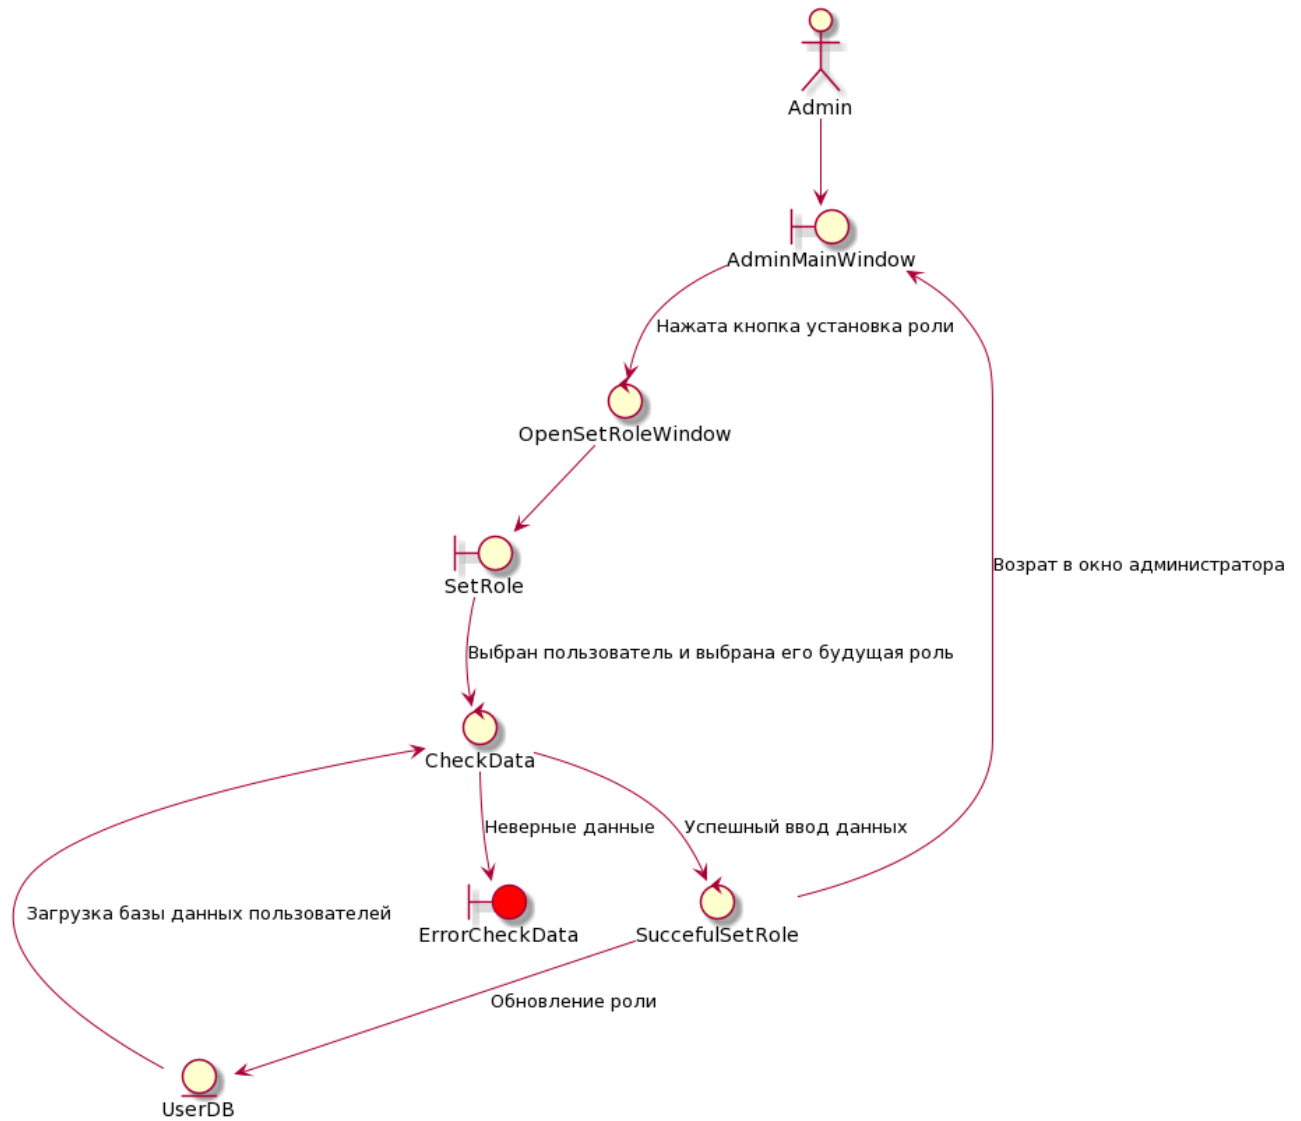 Admin
AdminMainWindow
Нажата кнопка установка роли
OpenSetRoleWindow
Возрат в окно администратора
SetRole
Выбран пользователь и выбрана его будущая роль
CheckData
Неверные данные
Успешный ввод данных
Загрузка базы данных пользователей
ErrorCheckData
SuccefulSetRole
Обновление роли
UserDB